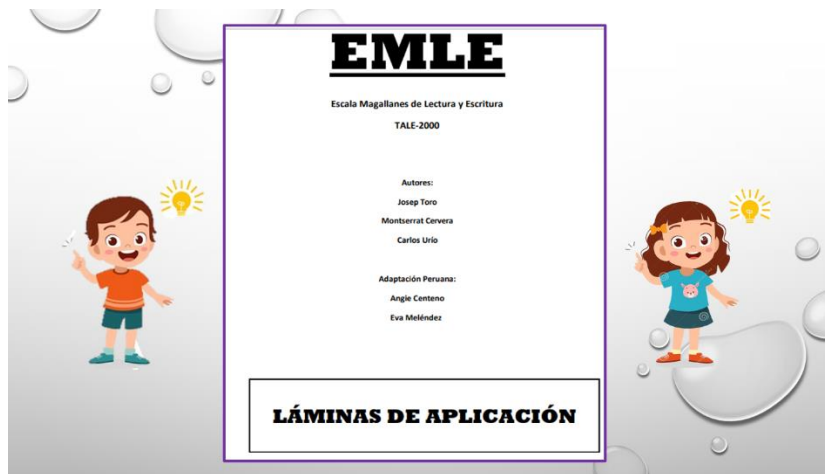 EMLE
Escala Magallanes de Lectura y Escritura
TALE-2000
Autores:
Josep Toro
Montserrat Cervera
Carlos Urío
Adaptación Peruana:
Angie Centeno
Eva Meléndez
LÁMINAS DE APLICACIÓN